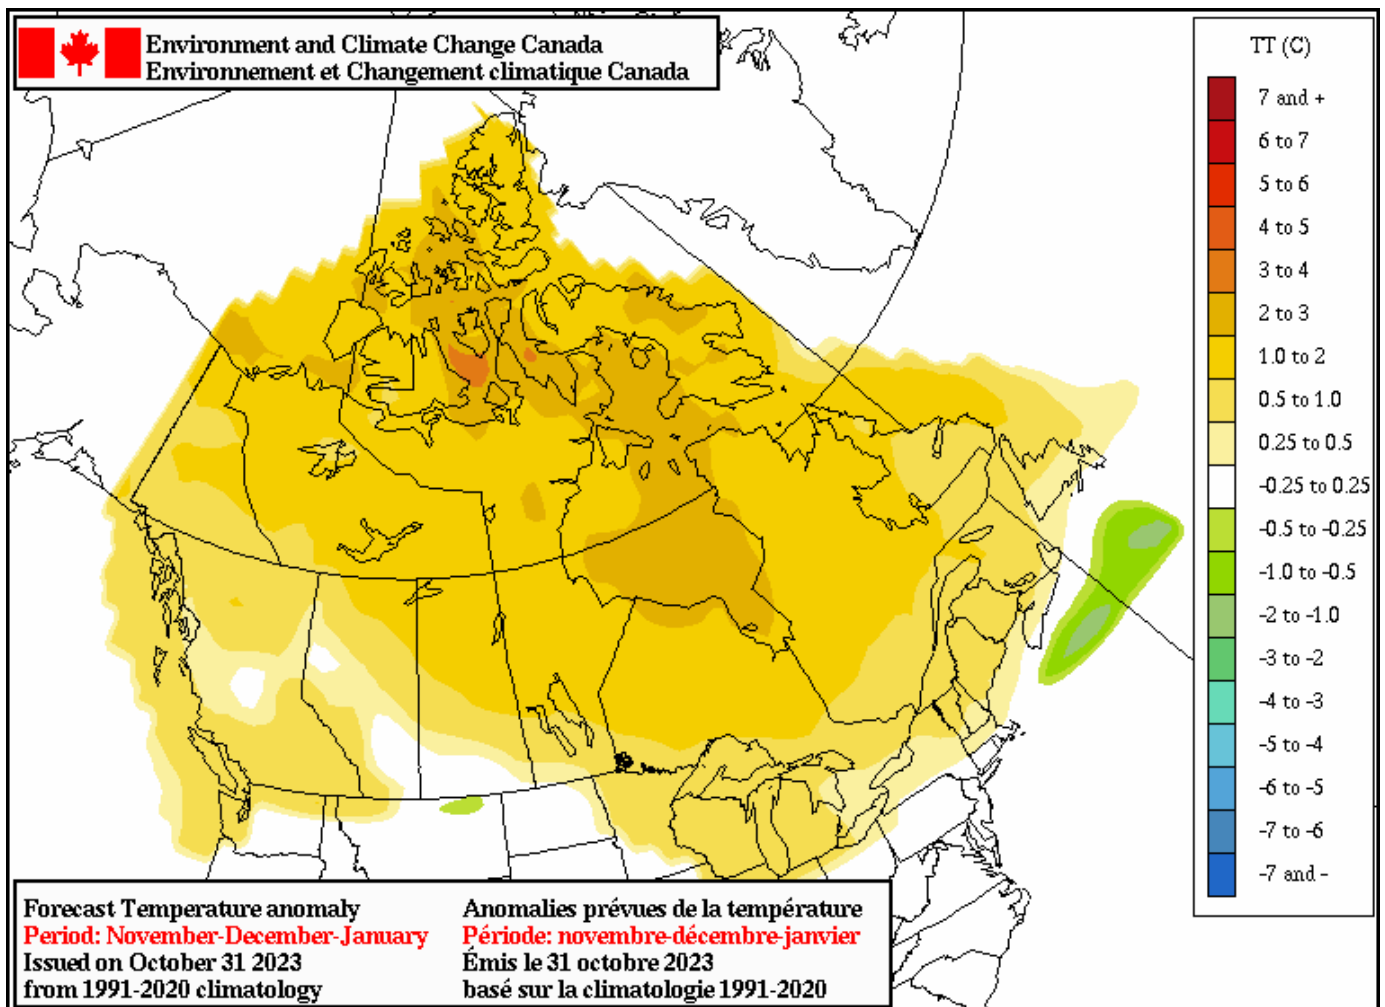 Environment and Climate Change Canada
Environnement et Changement climatique Canada
TT (C)
7 and +
6 to 7
5 to 6
4 to 5
3 to 4
2 to 3
1.0 to 2
0.5 to 1.0
0.25 to 0.5
-0.25 to 0.25
-0.5 to -0.25
-1.0 to -0.5
-2 to -1.0
-3 to -2
-4 to -3
-5 to -4
-6 to -5
-7 to -6
-7 and -
Forecast Temperature anomaly
Period: November-December-January
Issued on October 31 2023
from 1991-2020 climatology
Anomalies prévues de la température
Période: novembre-décembre-janvier
Émis le 31 octobre 2023
basé sur la climatologie 1991-2020